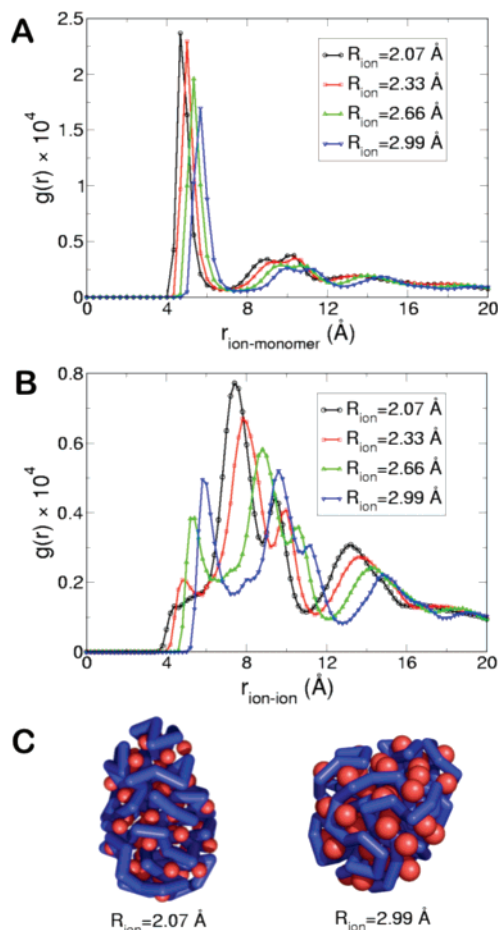 A
2.5
2
1.5
1
0.5
0
g(r) × 10⁴
R_ion=2.07 Å
R_ion=2.33 Å
R_ion=2.66 Å
R_ion=2.99 Å
0 4 8 12 16 20
r_ion-monomer (Å)
B
0.8
0.6
0.4
0.2
0
g(r) × 10⁴
R_ion=2.07 Å
R_ion=2.33 Å
R_ion=2.66 Å
R_ion=2.99 Å
0 4 8 12 16 20
r_ion-ion (Å)
C
R_ion=2.07 Å
R_ion=2.99 Å